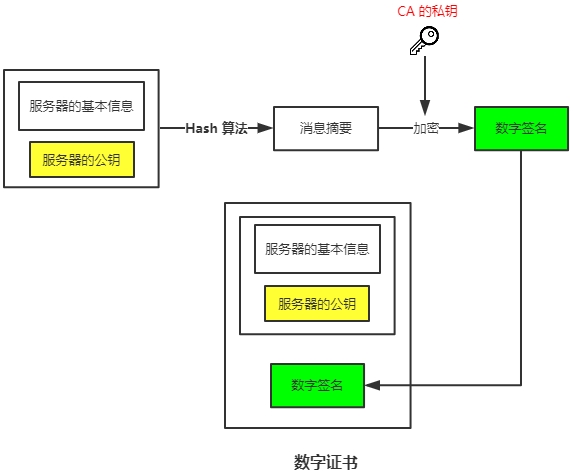 CA 的私钥
服务器的基本信息
服务器的公钥
Hash 算法
消息摘要
加密
数字签名
服务器的基本信息
服务器的公钥
数字签名
数字证书